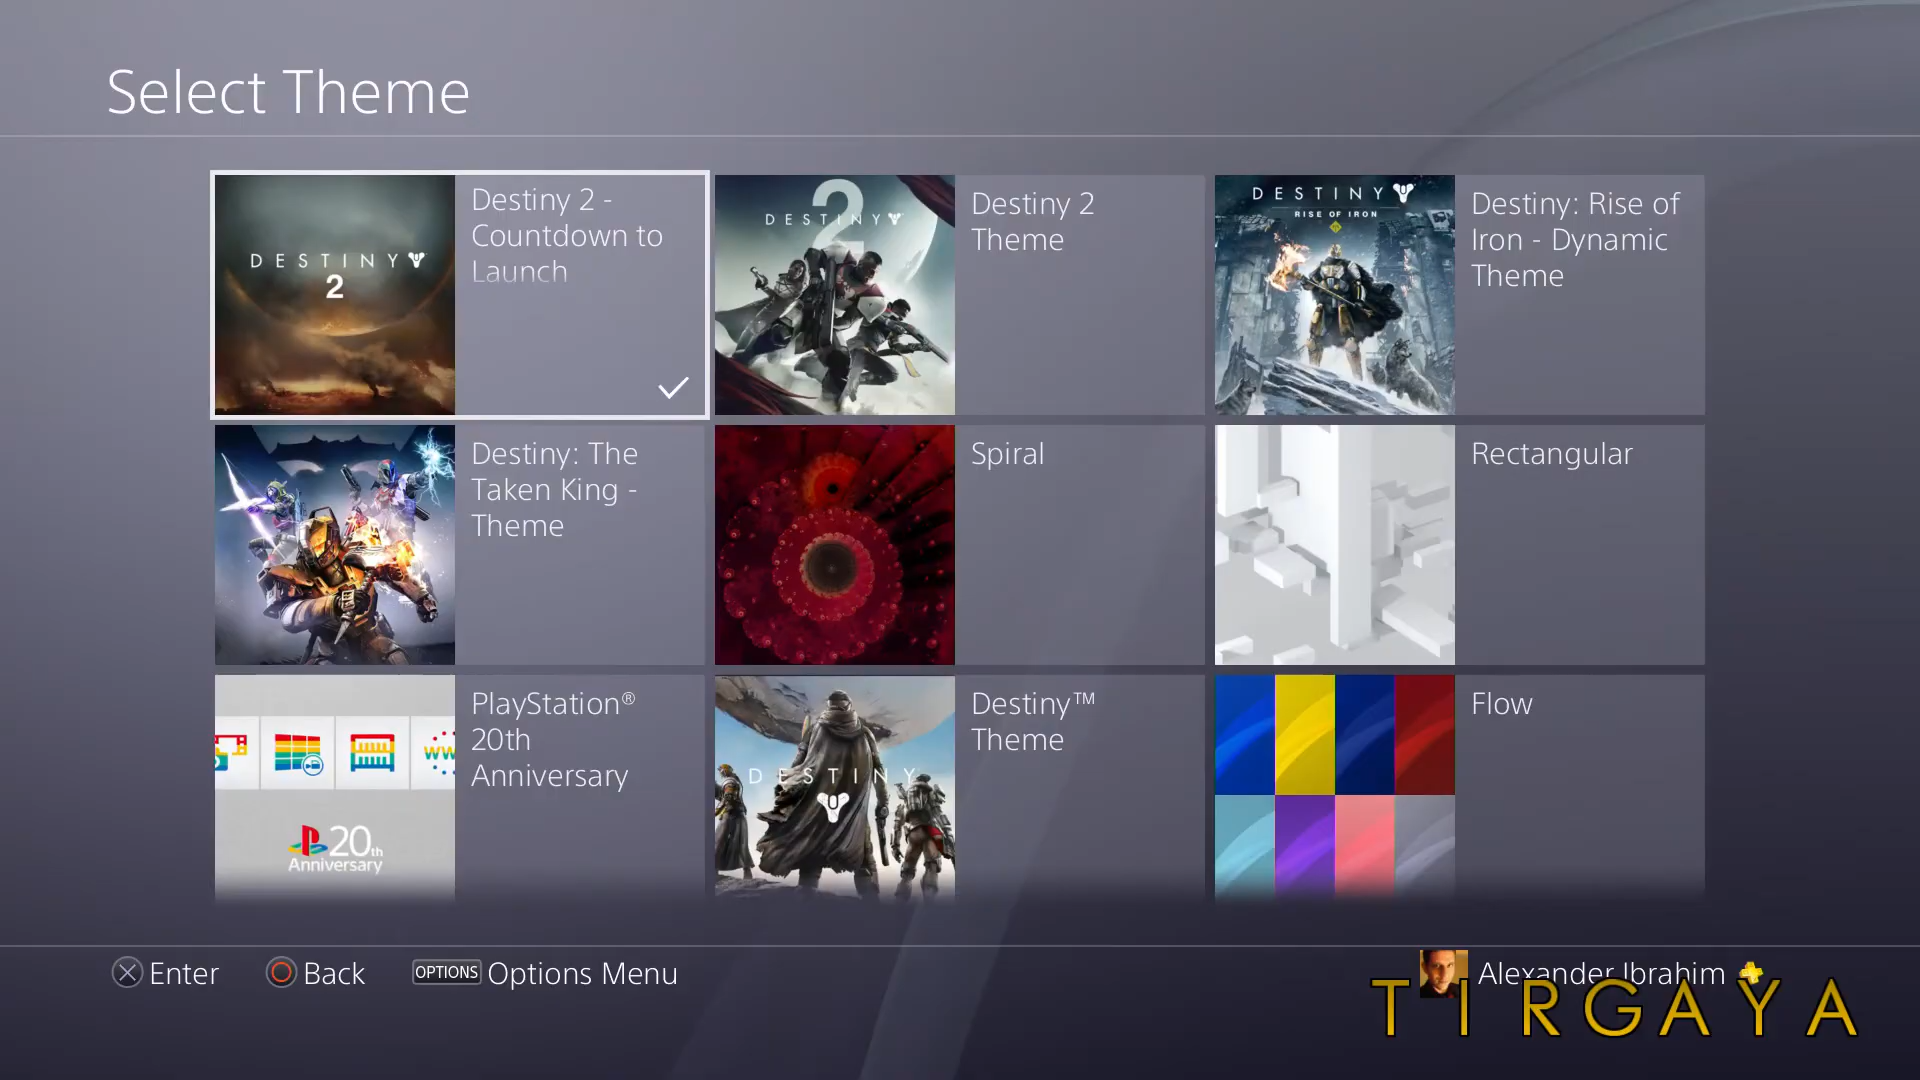 Select Theme
DESTINY
2
Destiny 2 -
Countdown to
Launch
2
DESTINY
Destiny 2
Theme
DESTINY
RISE OF IRON
Destiny: Rise of
Iron - Dynamic
Theme
Destiny: The
Taken King -
Theme
Spiral
Rectangular
20th
Anniversary
PlayStation®
20th
Anniversary
DESTINY
Destiny™
Theme
Flow
Enter
Back
OPTIONS Options Menu
Alexander Ibrahim
TIRGAYA